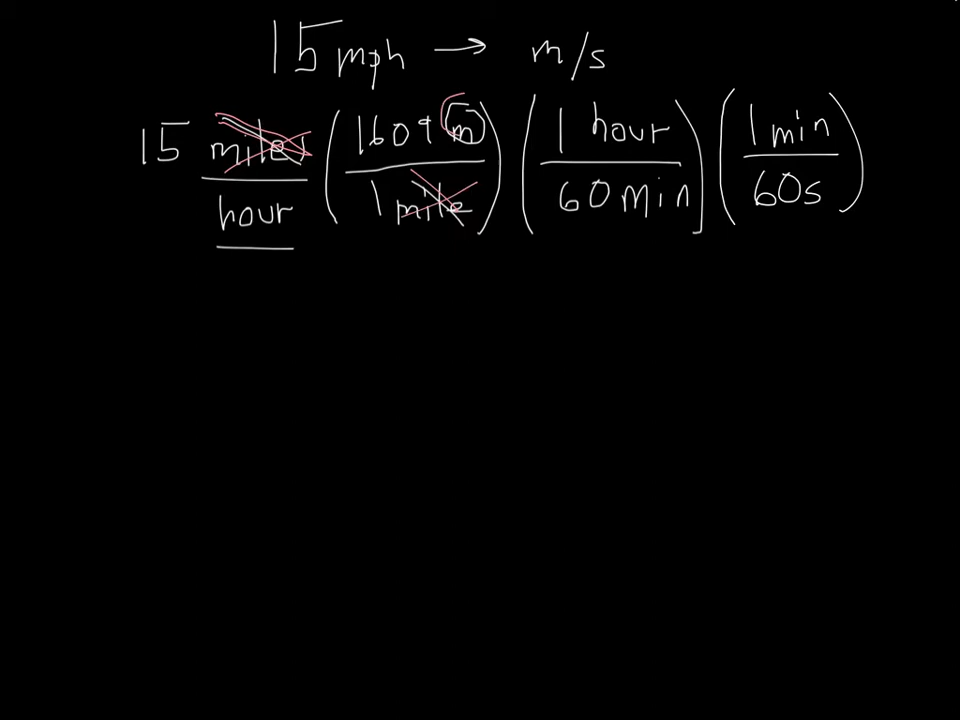 15 mph → m/s
15 miles/hour (1609 m/1 mile) (1 hour/60 min) (1 min/60s)